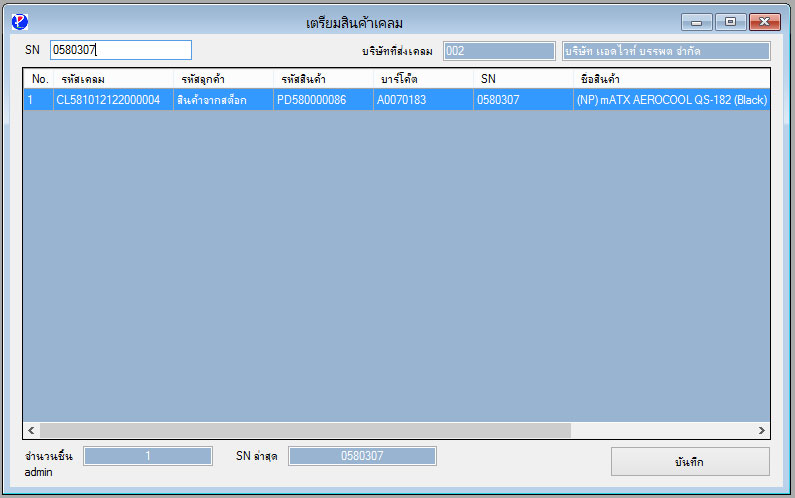 เตรียมสินค้าเคลม
SN 0580307 บริษัทที่ส่งเคลม 002 บริษัท แอดไวท์ บรรพต จำกัด
No. รหัสเคลม รหัสลูกค้า รหัสสินค้า บาร์โค๊ด SN ชื่อสินค้า
1 CL581012122000004 สินค้าจากสต็อก PD580000086 A0070183 0580307 (NP) mATX AEROCOOL QS-182 (Black)
จำนวนชิ้น 1 SN ล่าสุด 0580307 บันทึก
admin